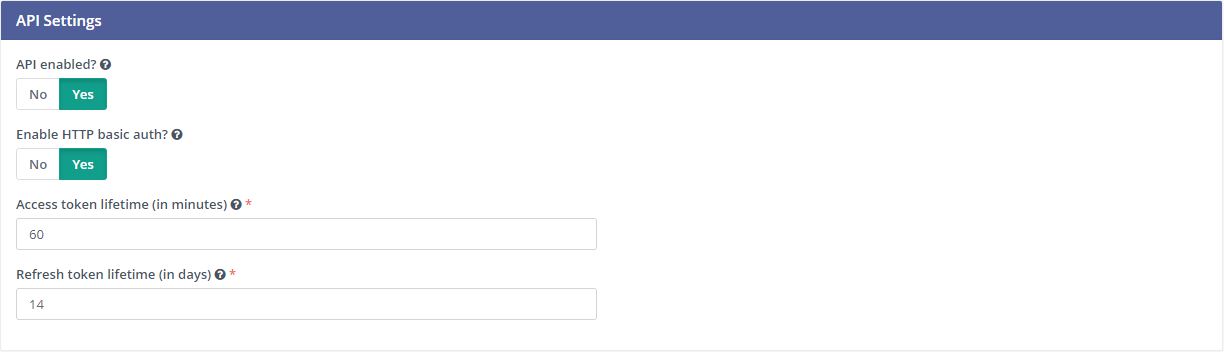 API Settings
API enabled?
No Yes
Enable HTTP basic auth?
No Yes
Access token lifetime (in minutes) *
60
Refresh token lifetime (in days) *
14